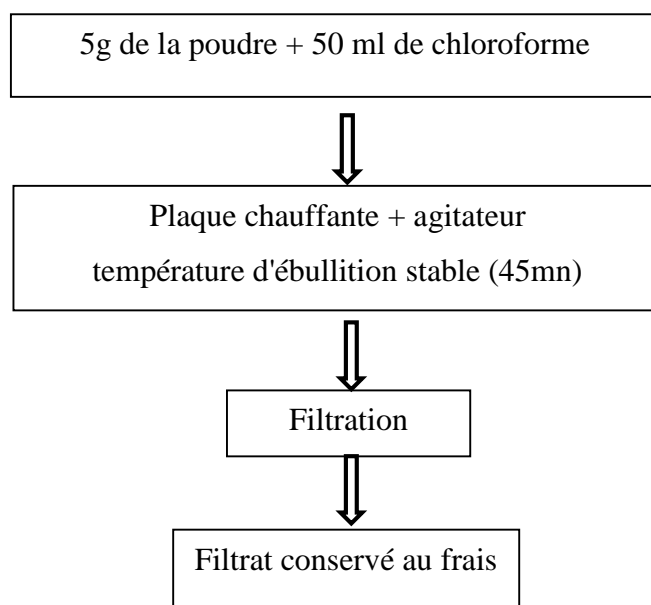 5g de la poudre + 50 ml de chloroforme
Plaque chauffante + agitateur
température d'ébullition stable (45mn)
Filtration
Filtrat conservé au frais